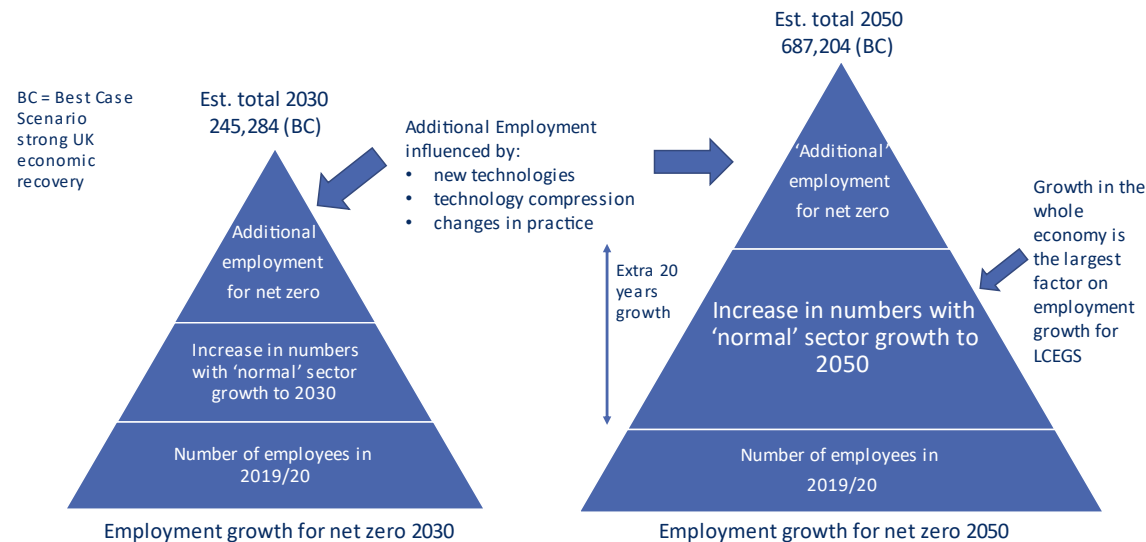 BC = Best Case
Scenario
strong UK
economic
recovery
Est. total 2030
245,284 (BC)
Additional
employment
for net zero
Increase in numbers
with ‘normal’ sector
growth to 2030
Number of employees in
2019/20
Employment growth for net zero 2030
Additional Employment
influenced by:
• new technologies
• technology compression
• changes in practice
Extra 20
years
growth
Est. total 2050
687,204 (BC)
‘Additional’
employment
for net zero
Increase in numbers with
‘normal’ sector growth to
2050
Number of employees in
2019/20
Employment growth for net zero 2050
Growth in the
whole
economy is
the largest
factor on
employment
growth for
LCEGS